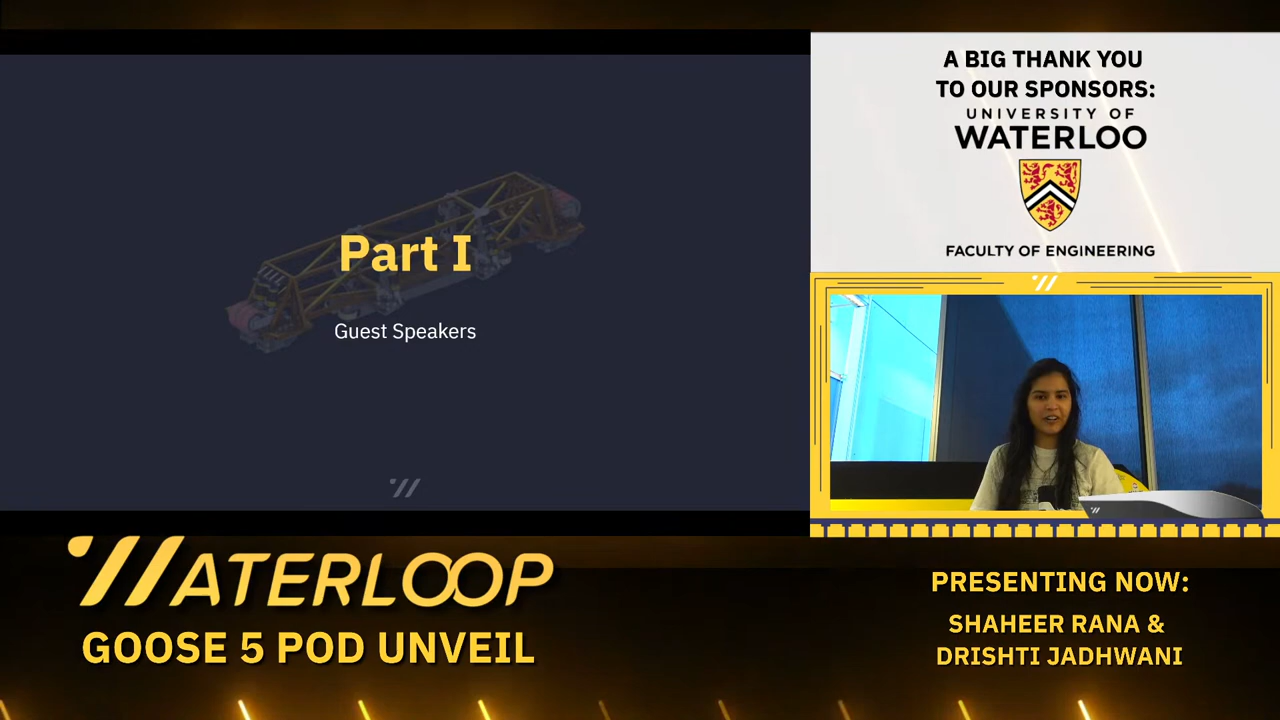 Part I
Guest Speakers
A BIG THANK YOU
TO OUR SPONSORS:
UNIVERSITY OF
WATERLOO
FACULTY OF ENGINEERING
WATERLOOP
GOOSE 5 POD UNVEIL
PRESENTING NOW:
SHAHEER RANA &
DRISHTI JADHWANI